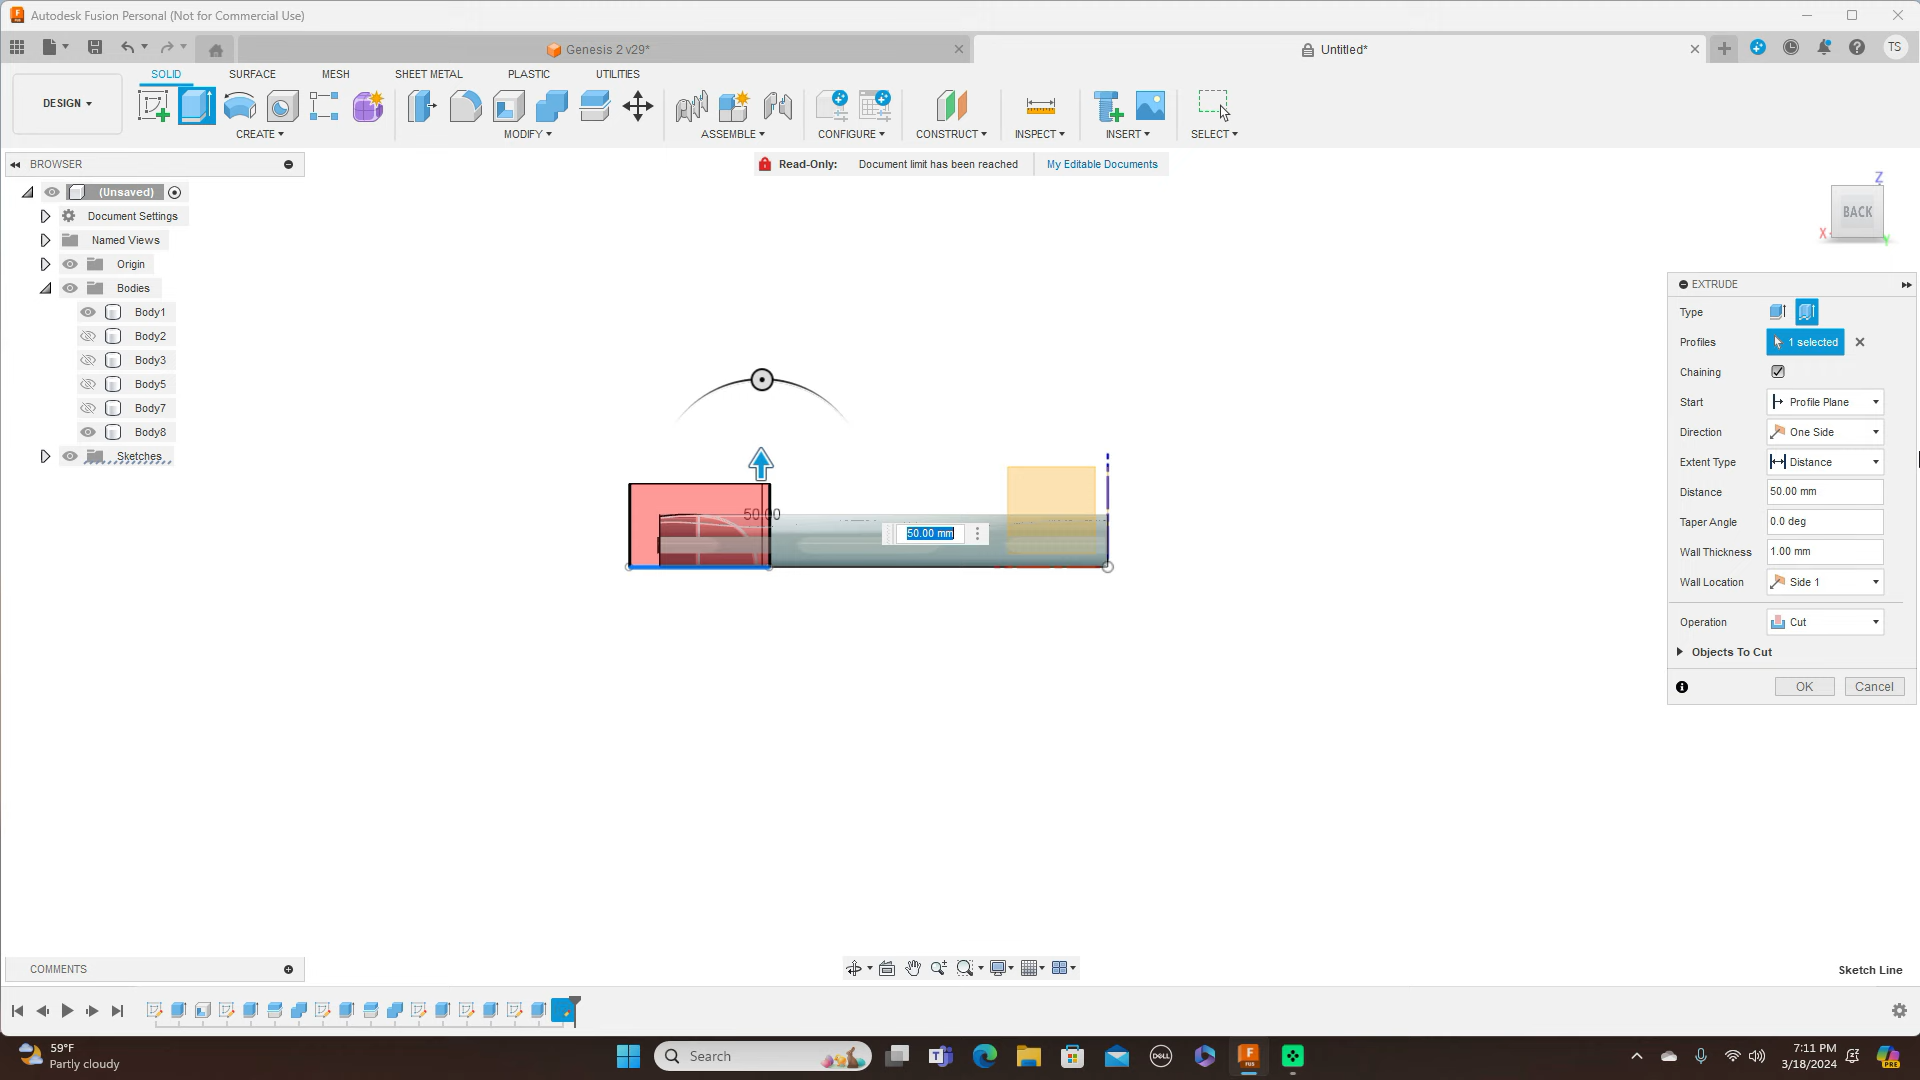 Autodesk Fusion Personal (Not for Commercial Use)
Genesis 2 v29*
Untitled*
TS
DESIGN
SOLID
SURFACE
MESH
SHEET METAL
PLASTIC
UTILITIES
CREATE
MODIFY
ASSEMBLE
CONFIGURE
CONSTRUCT
INSPECT
INSERT
SELECT
BROWSER
Read-Only: Document limit has been reached My Editable Documents
(Unsaved)
Document Settings
Named Views
Origin
Bodies
Body1
Body2
Body3
Body5
Body7
Body8
Sketches
Z
BACK
X
Y
50.00
50.00 mm
EXTRUDE
Type
Profiles 1 selected
Chaining
Start Profile Plane
Direction One Side
Extent Type Distance
Distance 50.00 mm
Taper Angle 0.0 deg
Wall Thickness 1.00 mm
Wall Location Side 1
Operation Cut
Objects To Cut
OK Cancel
COMMENTS
Sketch Line
59°F
Partly cloudy
Search
DELL
F
FUS
7:11 PM
3/18/2024
PRE